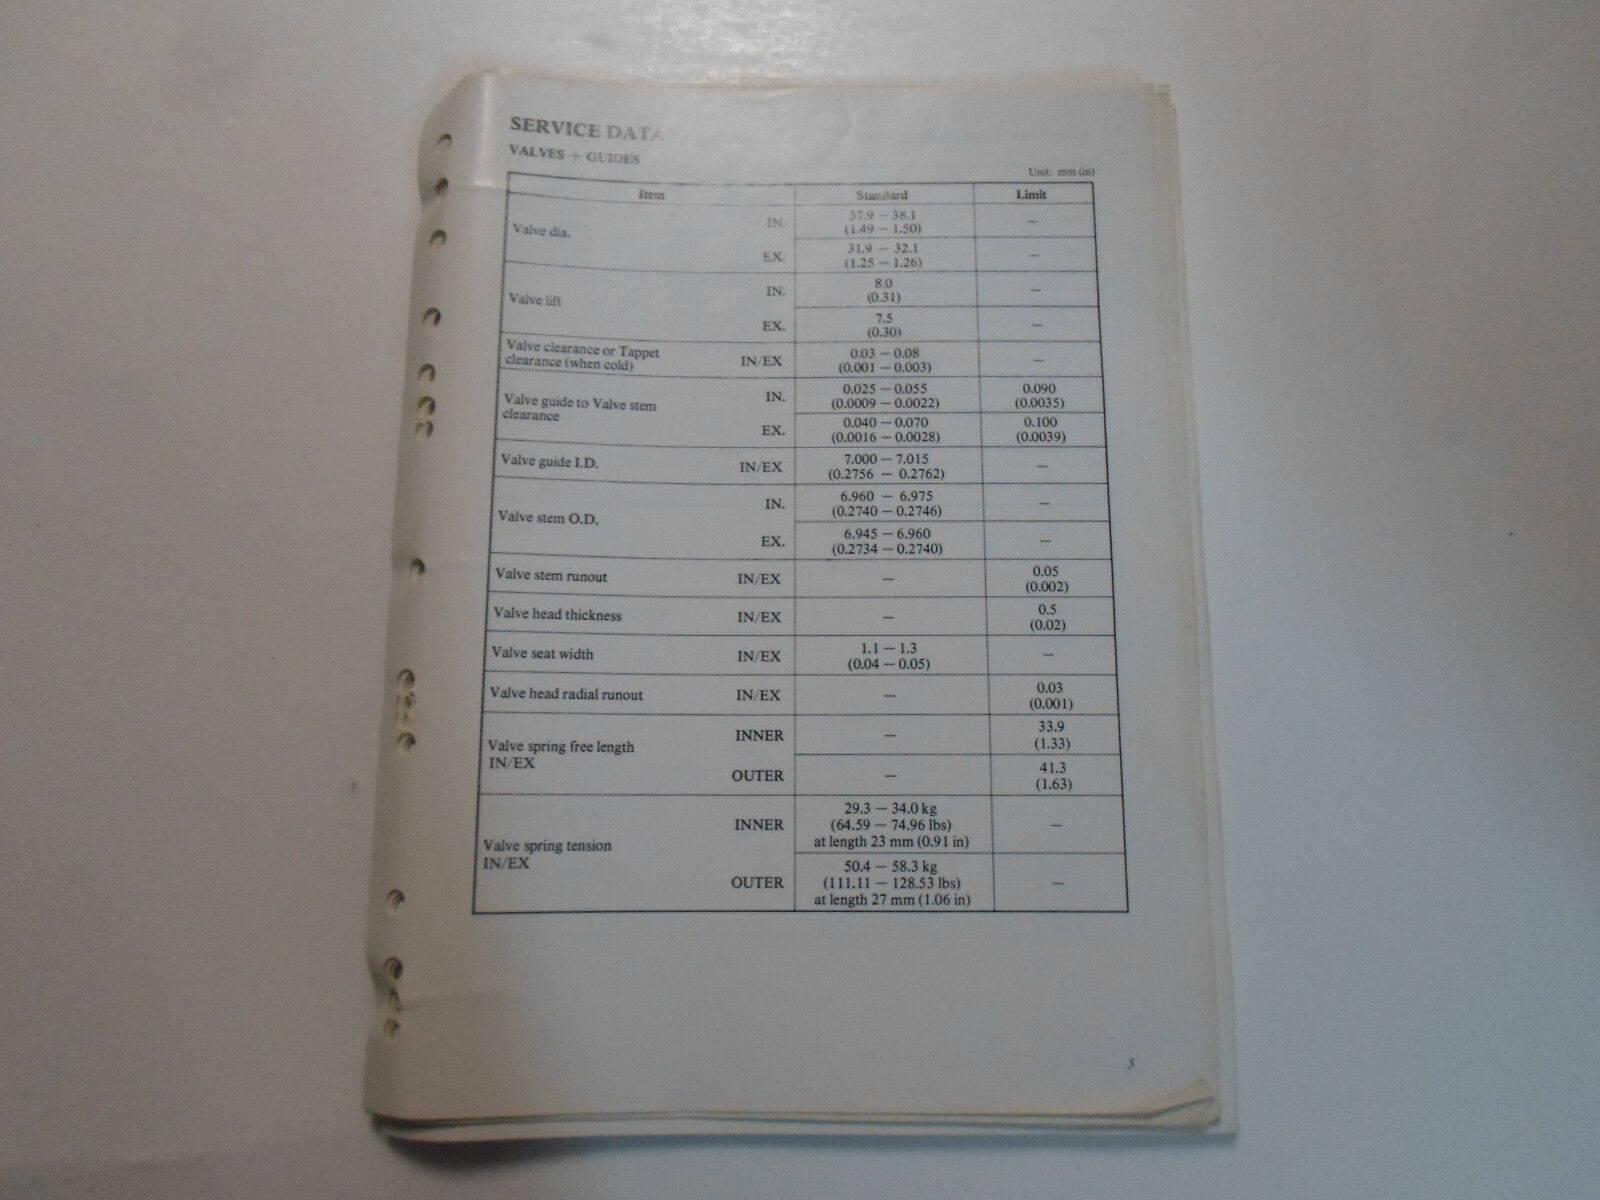 SERVICE DATA
VALVES + GUIDES
Unit: mm (in)
Item Standard Limit
Valve dia. IN. 37.9 – 38.1 –
(1.49 – 1.50)
EX. 31.9 – 32.1 –
(1.25 – 1.26)
Valve lift IN. 8.0 –
(0.31)
EX. 7.5 –
(0.30)
Valve clearance or Tappet
clearance (when cold) IN/EX 0.03 – 0.08 –
(0.001 – 0.003)
Valve guide to Valve stem
clearance IN. 0.025 – 0.055 0.090
(0.0009 – 0.0022) (0.0035)
EX. 0.040 – 0.070 0.100
(0.0016 – 0.0028) (0.0039)
Valve guide I.D. IN/EX 7.000 – 7.015 –
(0.2756 – 0.2762)
Valve stem O.D. IN. 6.960 – 6.975 –
(0.2740 – 0.2746)
EX. 6.945 – 6.960 –
(0.2734 – 0.2740)
Valve stem runout IN/EX – 0.05
(0.002)
Valve head thickness IN/EX – 0.5
(0.02)
Valve seat width IN/EX 1.1 – 1.3 –
(0.04 – 0.05)
Valve head radial runout IN/EX – 0.03
(0.001)
Valve spring free length
IN/EX INNER – 33.9
(1.33)
OUTER – 41.3
(1.63)
Valve spring tension
IN/EX INNER 29.3 – 34.0 kg –
(64.59 – 74.96 lbs)
at length 23 mm (0.91 in)
OUTER 50.4 – 58.3 kg –
(111.11 – 128.53 lbs)
at length 27 mm (1.06 in)
5